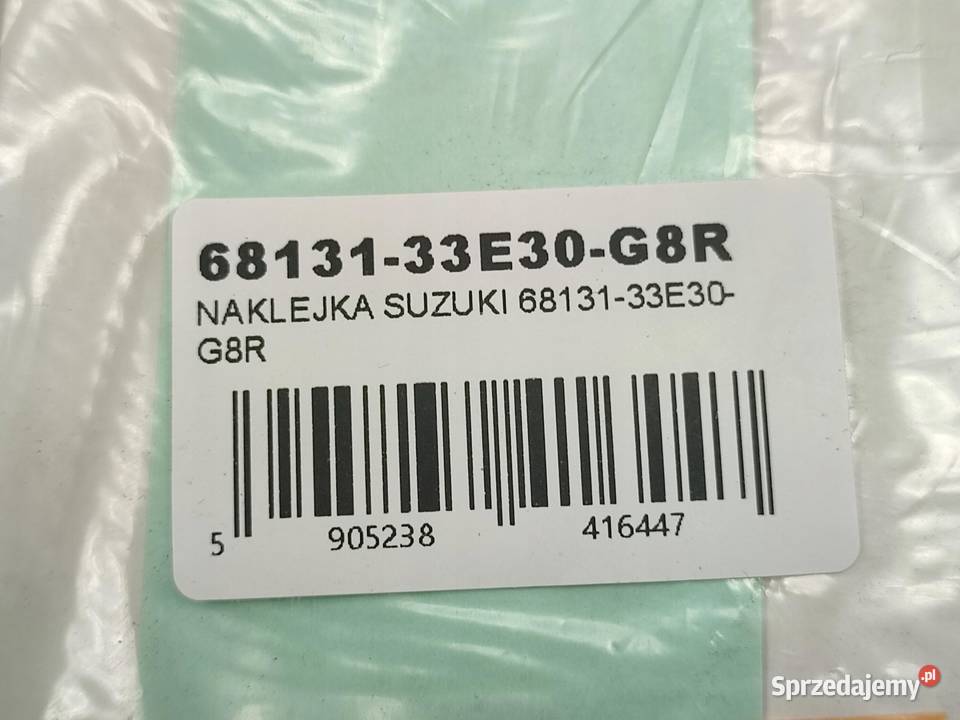 68131-33E30-G8R
NAKLEJKA SUZUKI 68131-33E30-
G8R
5 905238 416447
Sprzedajemy.pl